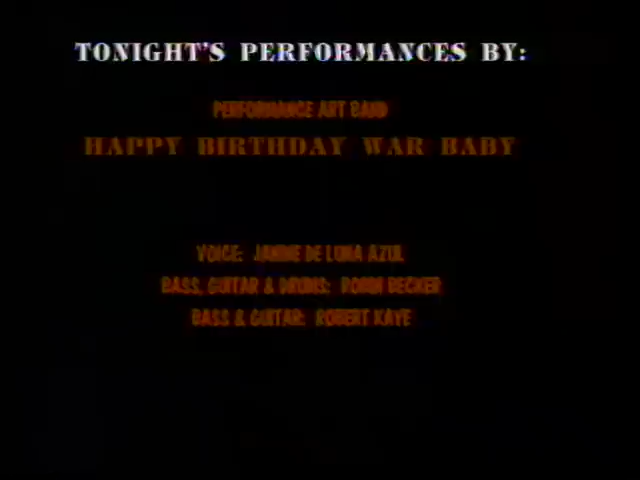 TONIGHT'S PERFORMANCES BY:
PERFORMANCE ART BAND
HAPPY BIRTHDAY WAR BABY
VOICE: JANINE DE LUNA AZUL
BASS, GUITAR & DRUMS: ROBIN BECKER
BASS & GUITAR: ROBERT KAYE